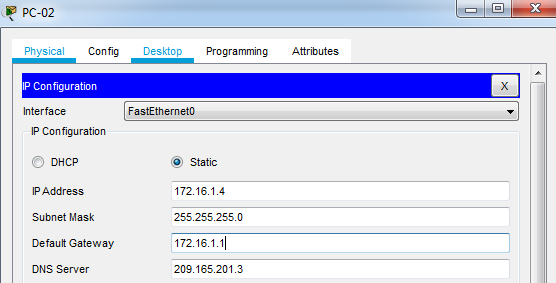 PC-02
Physical Config Desktop Programming Attributes
IP Configuration X
Interface FastEthernet0
IP Configuration
DHCP Static
IP Address 172.16.1.4
Subnet Mask 255.255.255.0
Default Gateway 172.16.1.1
DNS Server 209.165.201.3